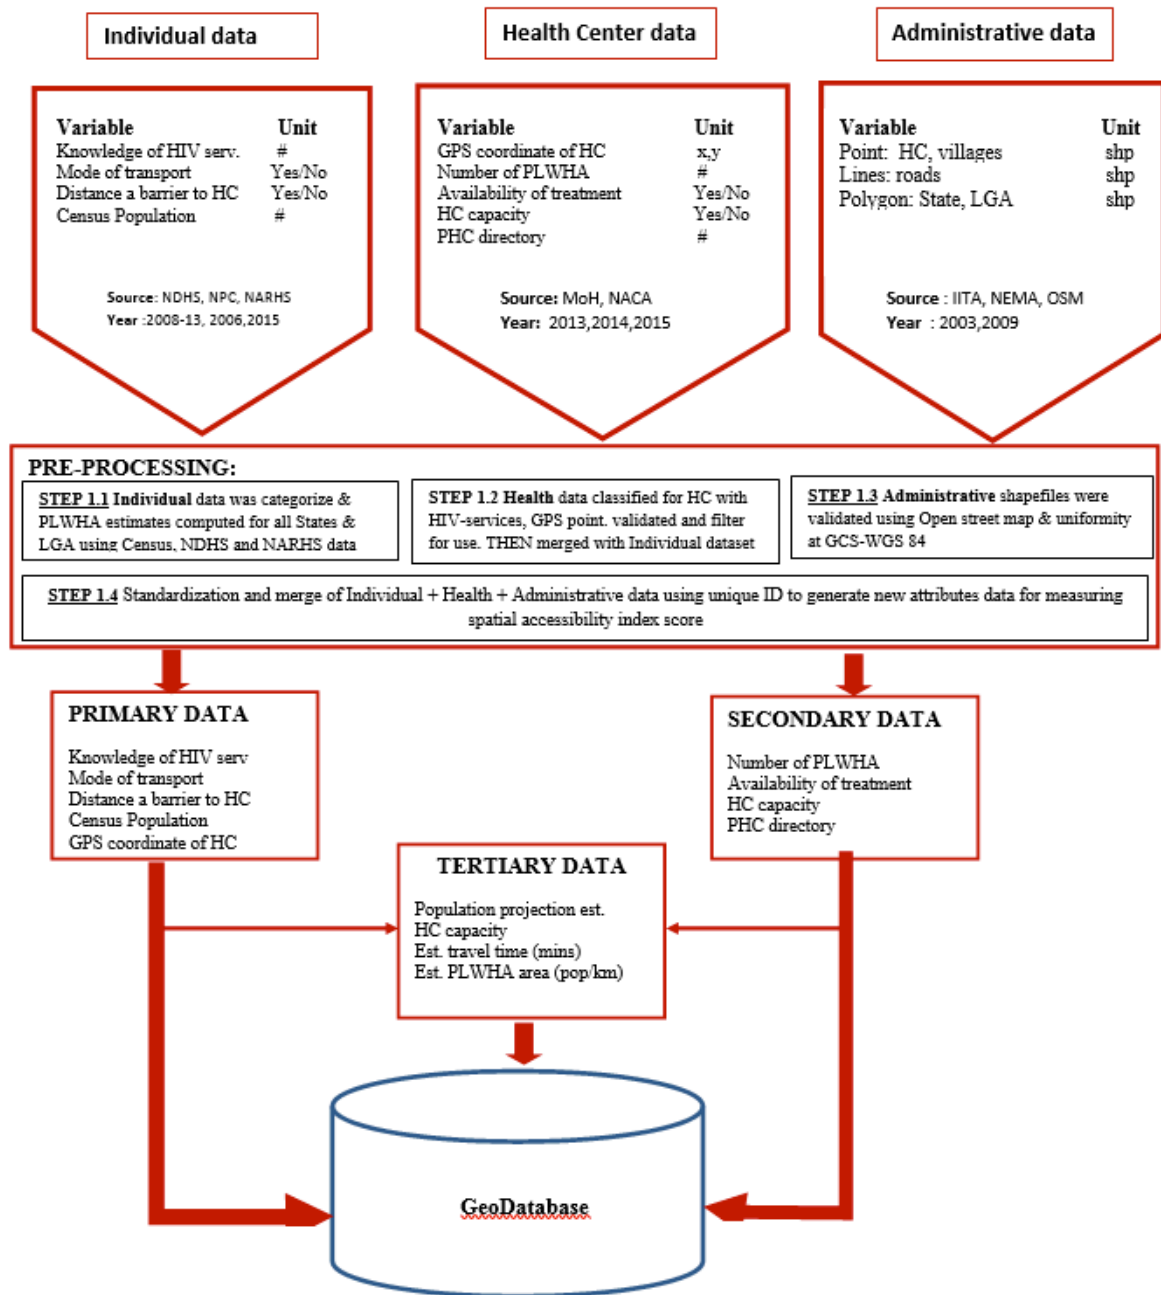 Individual data
Health Center data
Administrative data
Variable Unit
Knowledge of HIV serv. #
Mode of transport Yes/No
Distance a barrier to HC Yes/No
Census Population #
Source: NDHS, NPC, NARHS
Year :2008-13, 2006,2015
Variable Unit
GPS coordinate of HC x,y
Number of PLWHA #
Availability of treatment Yes/No
HC capacity Yes/No
PHC directory #
Source: MoH, NACA
Year: 2013,2014,2015
Variable Unit
Point: HC, villages shp
Lines: roads shp
Polygon: State, LGA shp
Source : IITA, NEMA, OSM
Year : 2003,2009
PRE-PROCESSING:
STEP 1.1 Individual data was categorize &
PLWHA estimates computed for all States &
LGA using Census, NDHS and NARHS data
STEP 1.2 Health data classified for HC with
HIV-services, GPS point. validated and filter
for use. THEN merged with Individual dataset
STEP 1.3 Administrative shapefiles were
validated using Open street map & uniformity
at GCS-WGS 84
STEP 1.4 Standardization and merge of Individual + Health + Administrative data using unique ID to generate new attributes data for measuring
spatial accessibility index score
PRIMARY DATA
Knowledge of HIV serv
Mode of transport
Distance a barrier to HC
Census Population
GPS coordinate of HC
SECONDARY DATA
Number of PLWHA
Availability of treatment
HC capacity
PHC directory
TERTIARY DATA
Population projection est.
HC capacity
Est. travel time (mins)
Est. PLWHA area (pop/km)
GeoDatabase